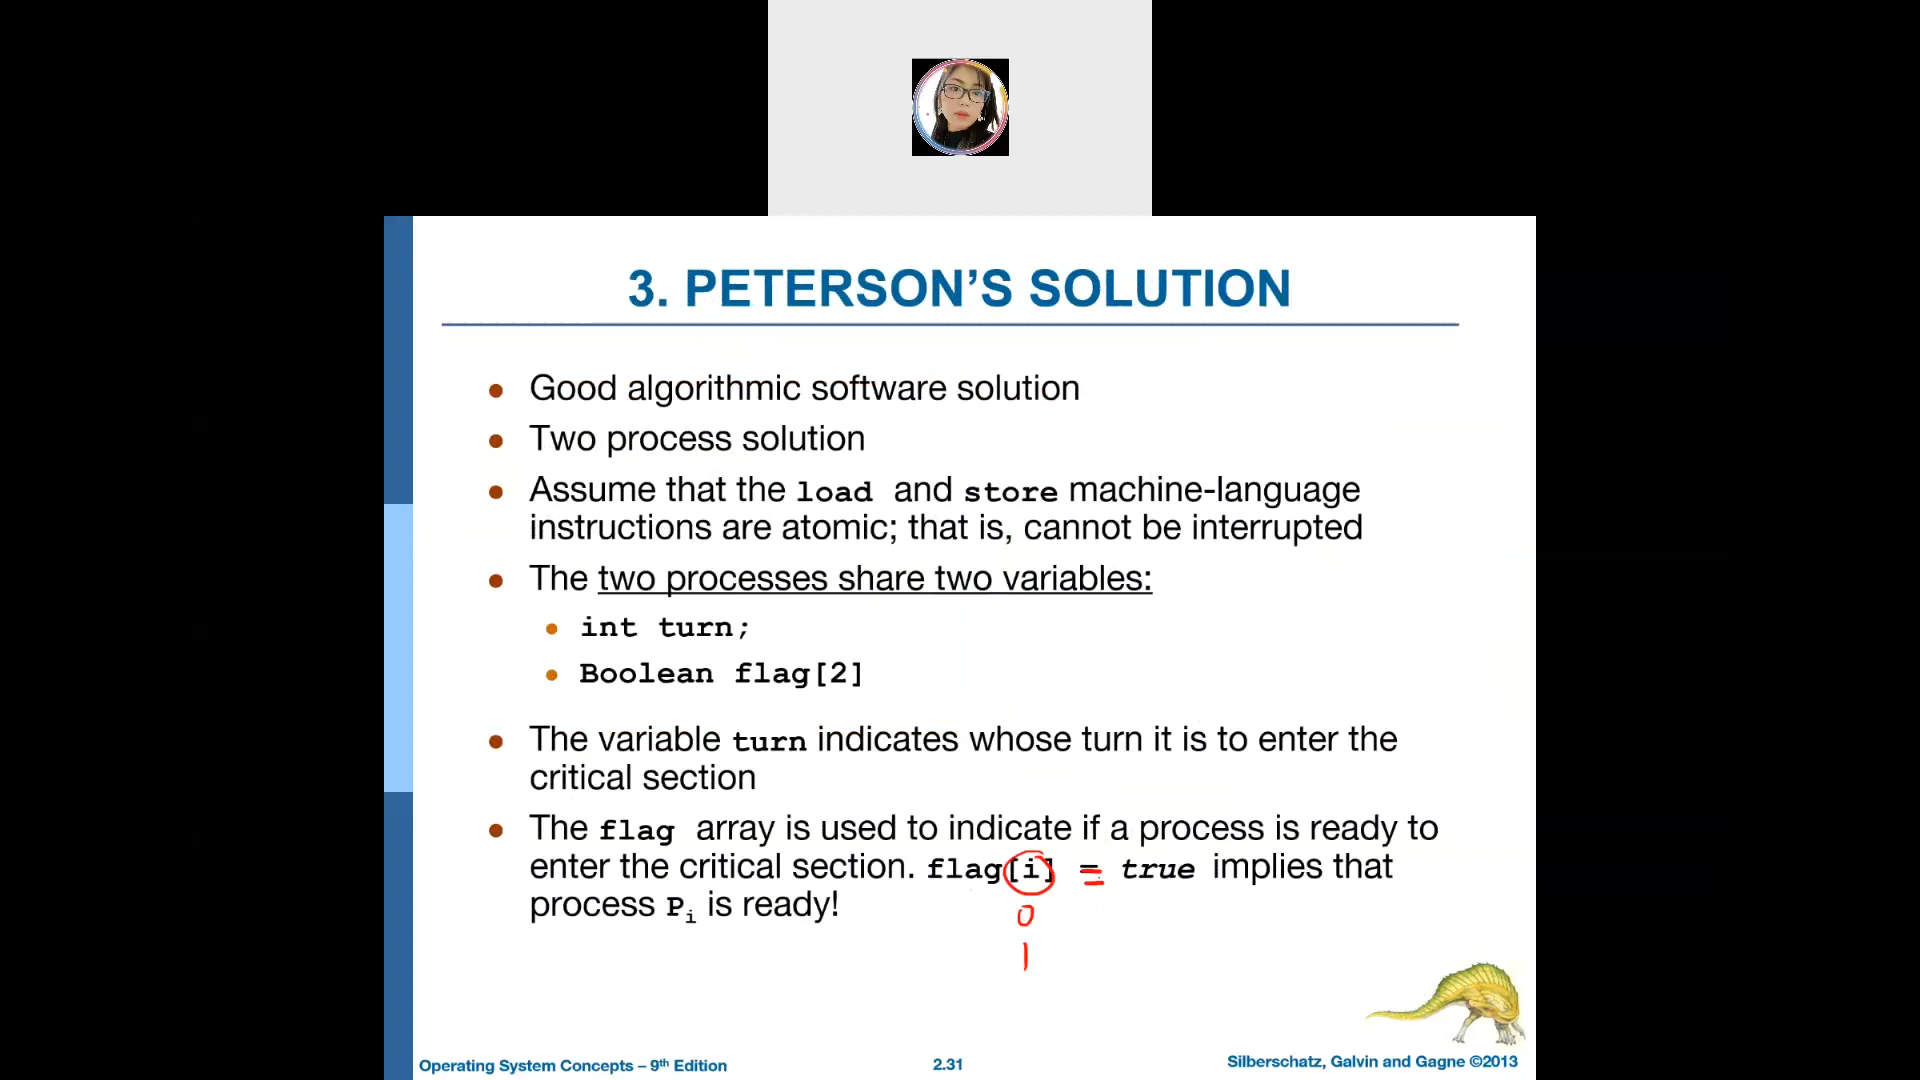 3. PETERSON’S SOLUTION
• Good algorithmic software solution
• Two process solution
• Assume that the load and store machine-language
instructions are atomic; that is, cannot be interrupted
• The two processes share two variables:
• int turn;
• Boolean flag[2]
• The variable turn indicates whose turn it is to enter the
critical section
• The flag array is used to indicate if a process is ready to
enter the critical section. flag[i] = true implies that
process Pi is ready!
0
1
Operating System Concepts – 9th Edition
2.31
Silberschatz, Galvin and Gagne ©2013